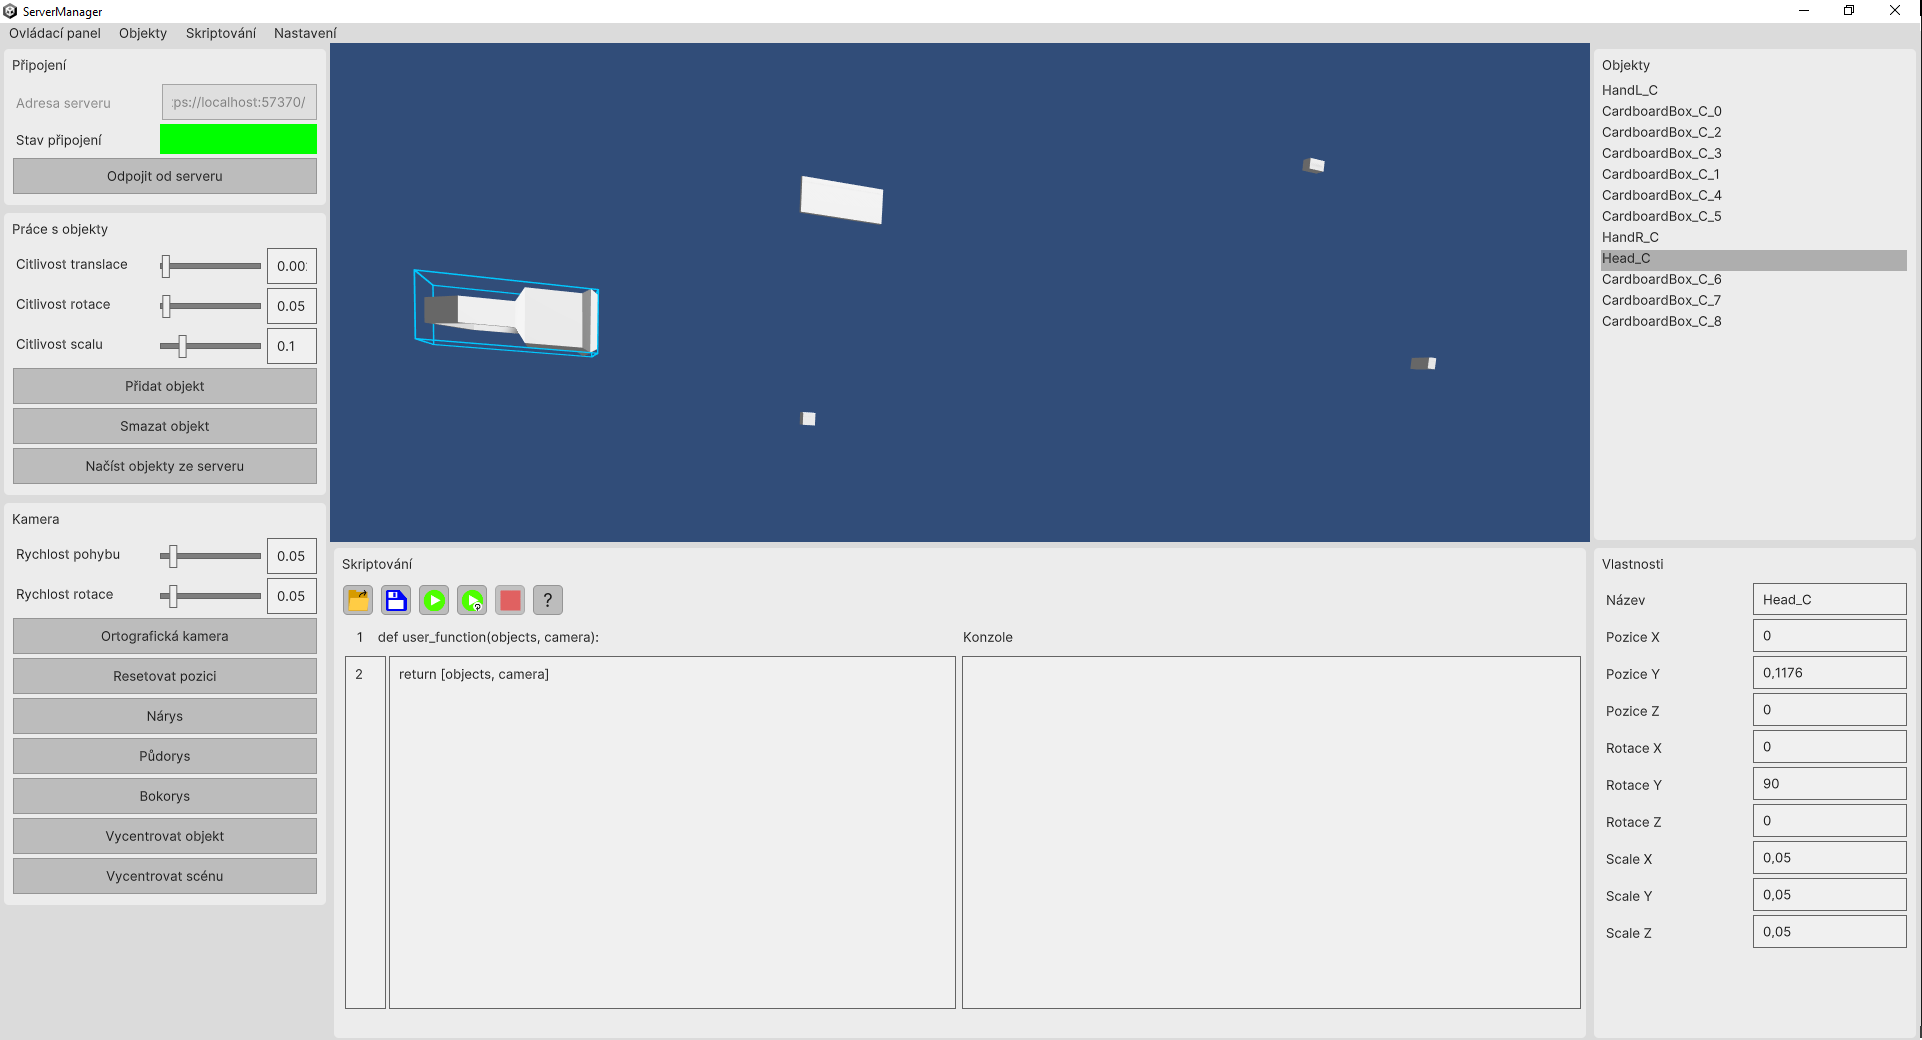 ServerManager
Ovládací panel Objekty Skriptování Nastavení
Připojení
Adresa serveru ps://localhost:57370/
Stav připojení
Odpojit od serveru
Práce s objekty
Citlivost translace 0.00
Citlivost rotace 0.05
Citlivost scalu 0.1
Přidat objekt
Smazat objekt
Načíst objekty ze serveru
Kamera
Rychlost pohybu 0.05
Rychlost rotace 0.05
Ortografická kamera
Resetovat pozici
Nárys
Půdorys
Bokorys
Vycentrovat objekt
Vycentrovat scénu
Skriptování
?
1 def user_function(objects, camera):
2 return [objects, camera]
Konzole
Objekty
HandL_C
CardboardBox_C_0
CardboardBox_C_2
CardboardBox_C_3
CardboardBox_C_1
CardboardBox_C_4
CardboardBox_C_5
HandR_C
Head_C
CardboardBox_C_6
CardboardBox_C_7
CardboardBox_C_8
Vlastnosti
Název Head_C
Pozice X 0
Pozice Y 0,1176
Pozice Z 0
Rotace X 0
Rotace Y 90
Rotace Z 0
Scale X 0,05
Scale Y 0,05
Scale Z 0,05